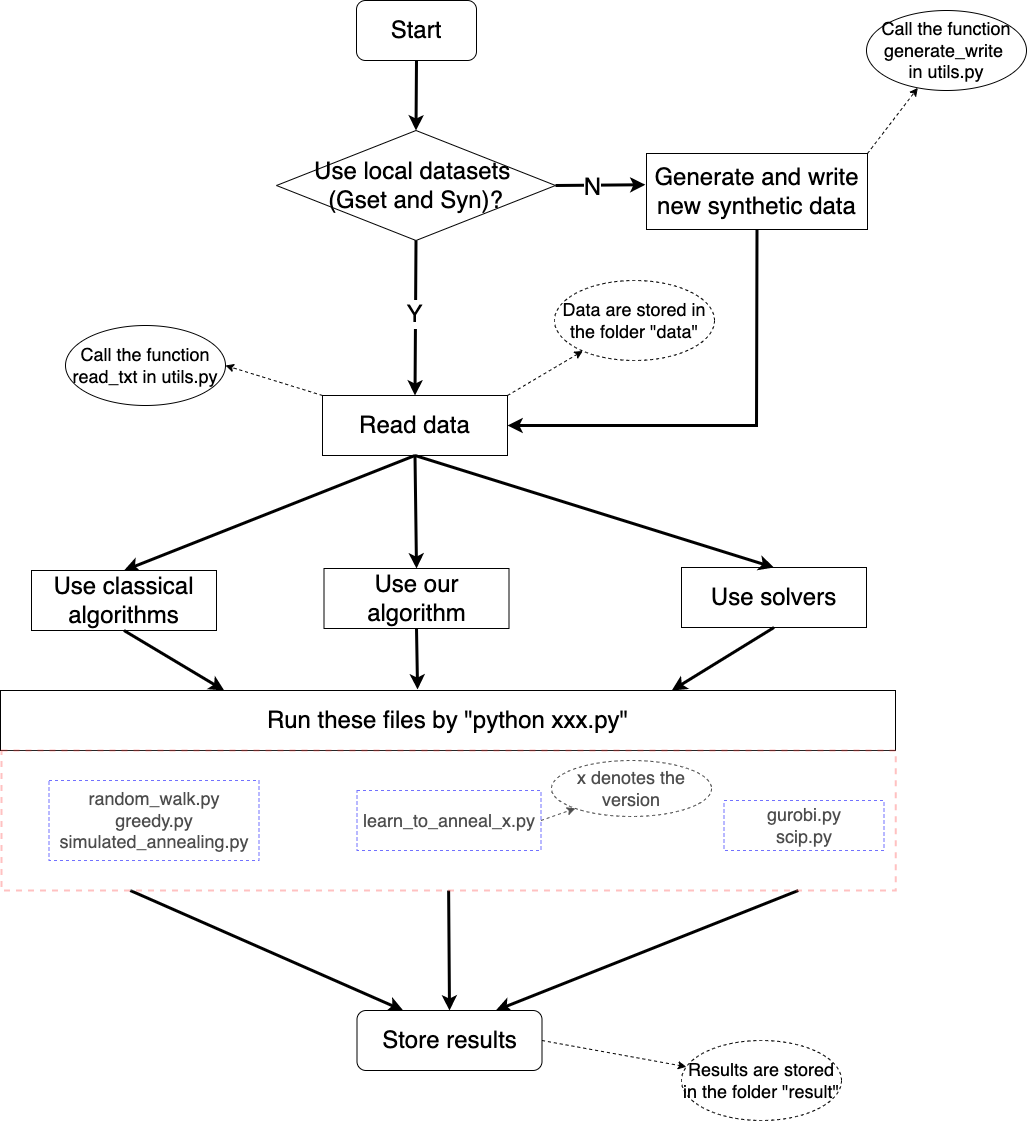 Start
Call the function
generate_write
in utils.py
Use local datasets
(Gset and Syn)?
N
Generate and write
new synthetic data
Y
Data are stored in
the folder "data"
Call the function
read_txt in utils.py
Read data
Use classical
algorithms
Use our
algorithm
Use solvers
Run these files by "python xxx.py"
random_walk.py
greedy.py
simulated_annealing.py
learn_to_anneal_x.py
x denotes the
version
gurobi.py
scip.py
Store results
Results are stored
in the folder "result"